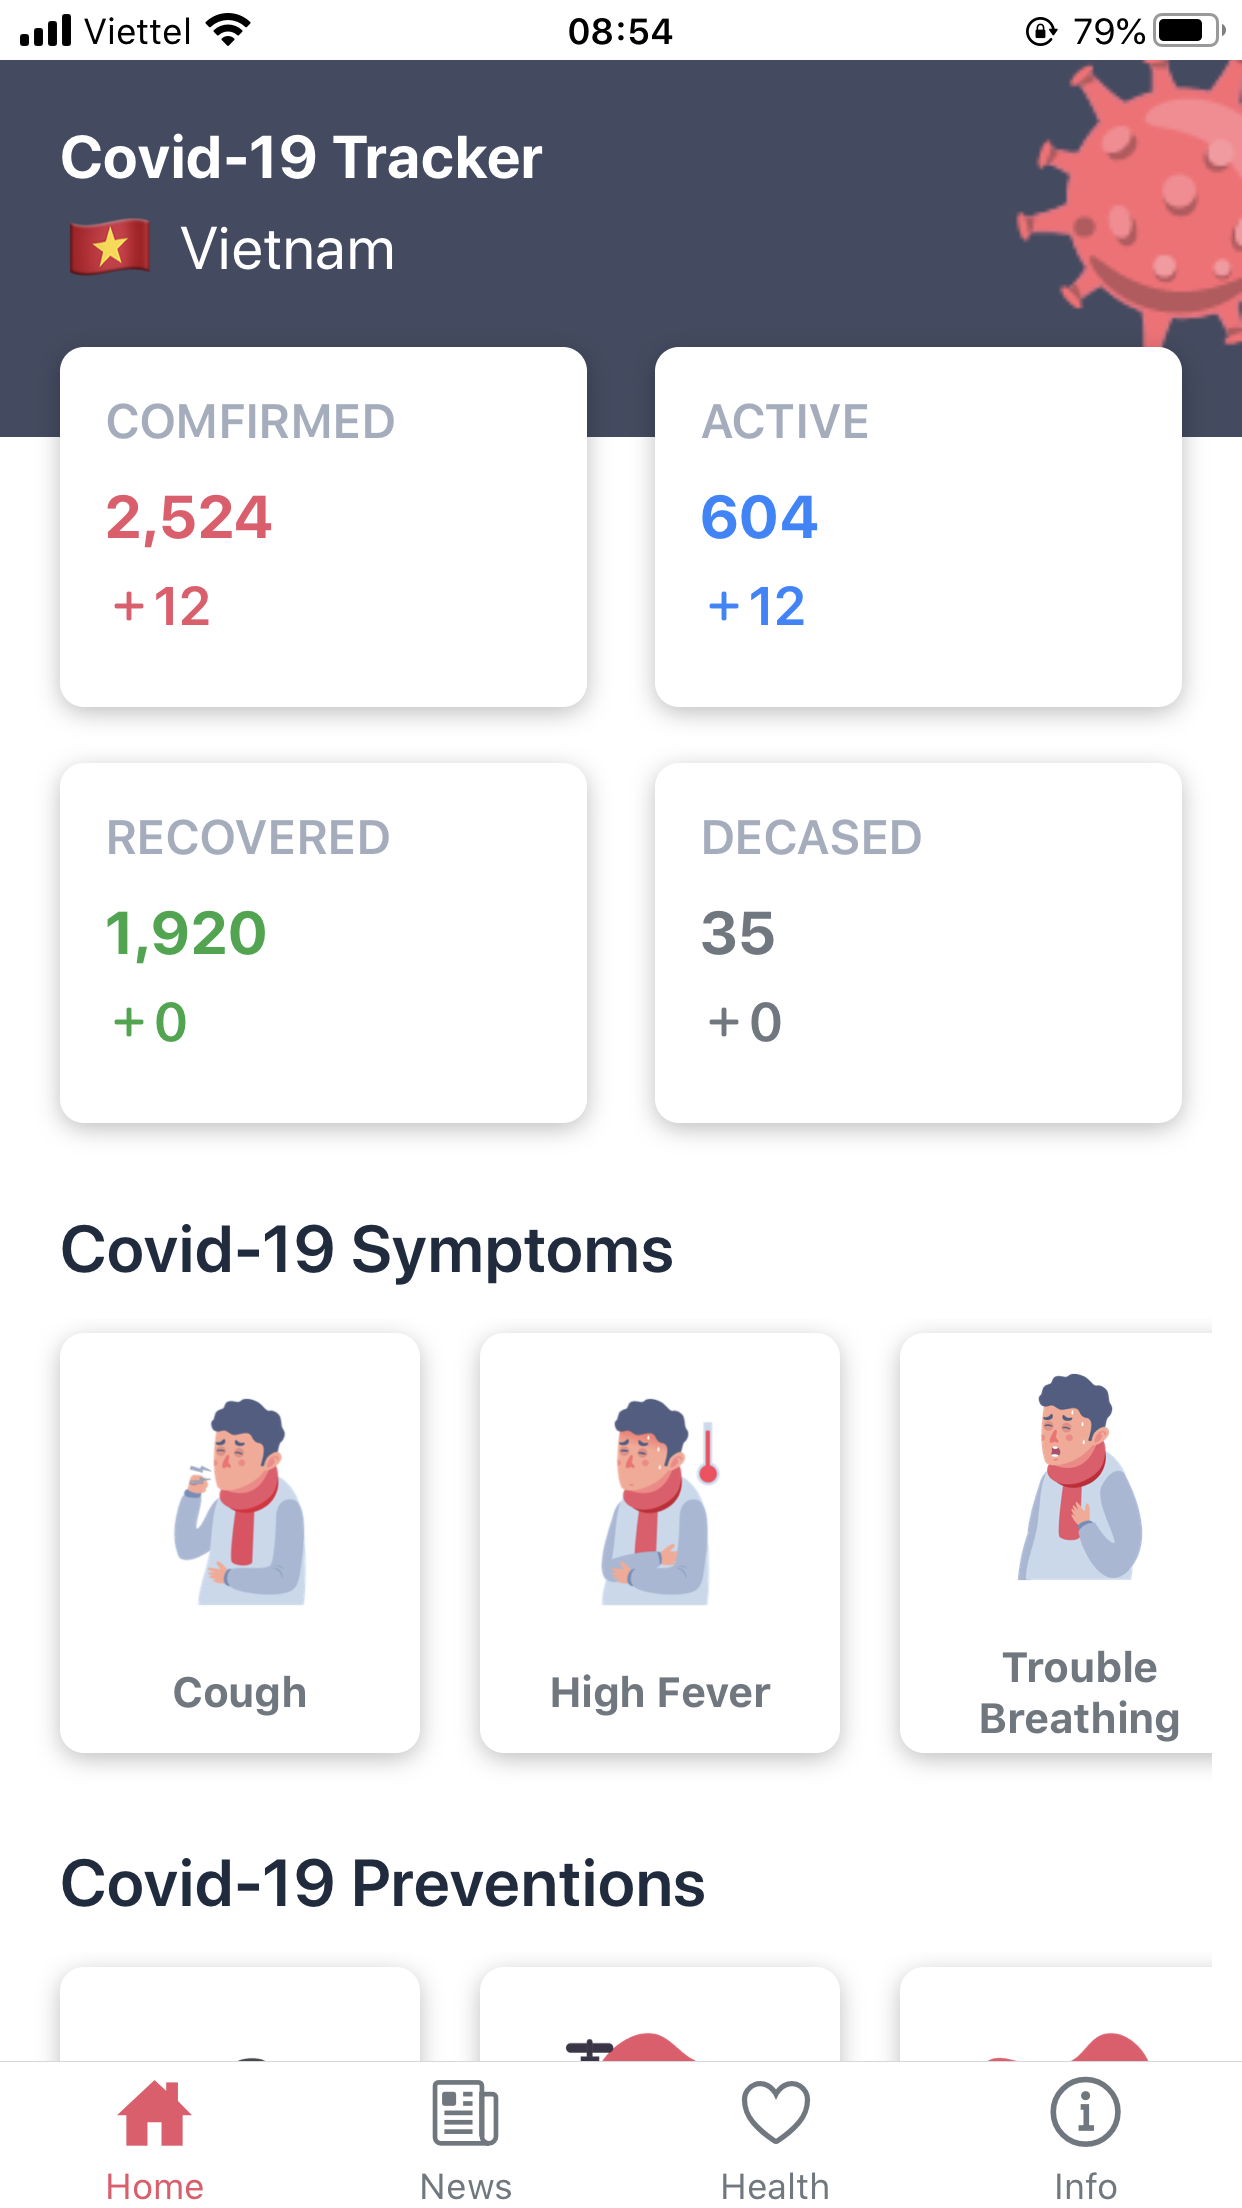 Viettel 08:54 79%
Covid-19 Tracker
Vietnam
COMFIRMED
2,524
+12
ACTIVE
604
+12
RECOVERED
1,920
+0
DECASED
35
+0
Covid-19 Symptoms
Cough
High Fever
Trouble
Breathing
Covid-19 Preventions
Home
News
Health
Info